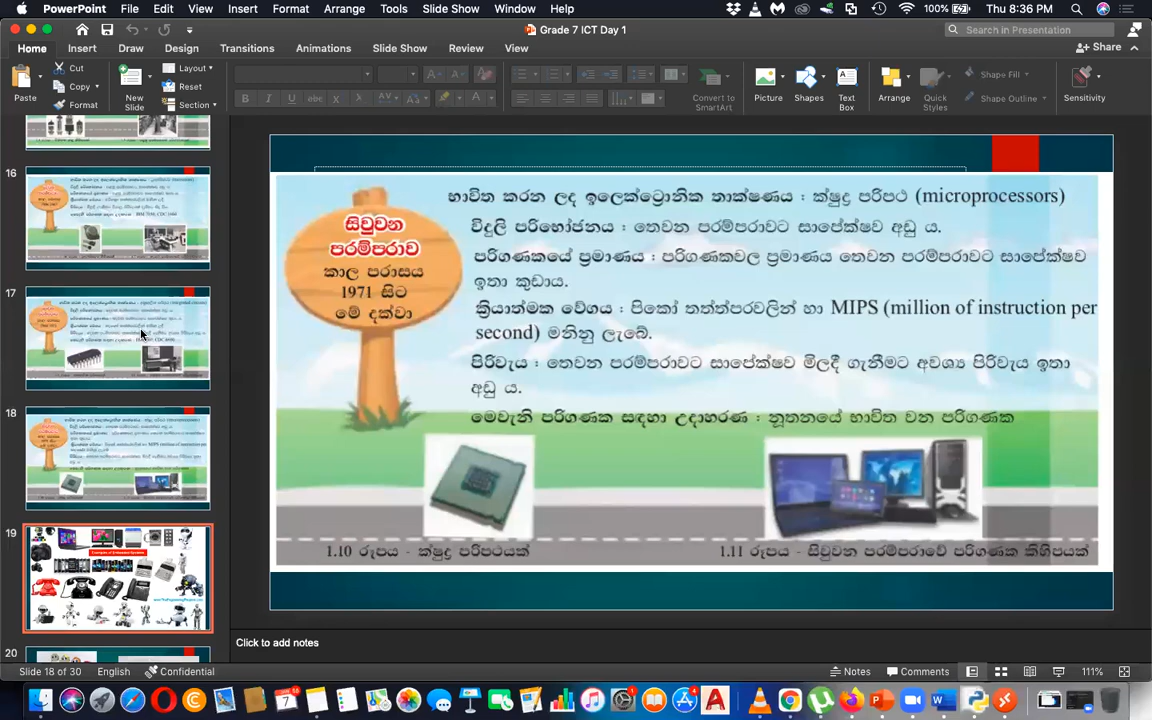 PowerPoint File Edit View Insert Format Arrange Tools Slide Show Window Help 100% Thu 8:36 PM
Grade 7 ICT Day 1 Search in Presentation
Home Insert Draw Design Transitions Animations Slide Show Review View Share
Paste Cut Copy Format New Slide Layout Reset Section Convert to SmartArt Picture Shapes Text Box Arrange Quick Styles Shape Fill Shape Outline Sensitivity
16
17
18
19
20
සිවුවන
පරම්පරාව
කාල පරාසය
1971 සිට
මේ දක්වා
භාවිත කරන ලද ඉලෙක්ට්‍රොනික තාක්ෂණය : ක්ෂුද්‍ර පරිපථ (microprocessors)
විදුලි පරිභෝජනය : තෙවන පරම්පරාවට සාපේක්ෂව අඩු ය.
පරිගණකයේ ප්‍රමාණය : පරිගණකවල ප්‍රමාණය තෙවන පරම්පරාවට සාපේක්ෂව
ඉතා කුඩාය.
ක්‍රියාත්මක වේගය : පිකෝ තත්පරවලින් හා MIPS (million of instruction per
second) මනිනු ලැබේ.
පිරිවැය : තෙවන පරම්පරාවට සාපේක්ෂව මිලදී ගැනීමට අවශ්‍ය පිරිවැය ඉතා
අඩු ය.
මෙවැනි පරිගණක සඳහා උදාහරණ : නූතනයේ භාවිත වන පරිගණක
1.10 රූපය - ක්ෂුද්‍ර පරිපථයක්
1.11 රූපය - සිවුවන පරම්පරාවේ පරිගණක කිහිපයක්
Click to add notes
Slide 18 of 30 English Confidential Notes Comments 111%